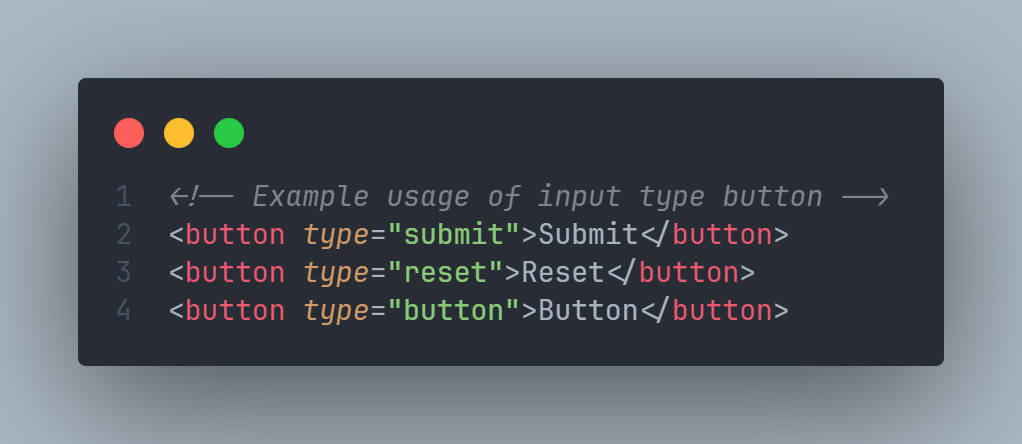 1 <!-- Example usage of input type button -->
2 <button type="submit">Submit</button>
3 <button type="reset">Reset</button>
4 <button type="button">Button</button>